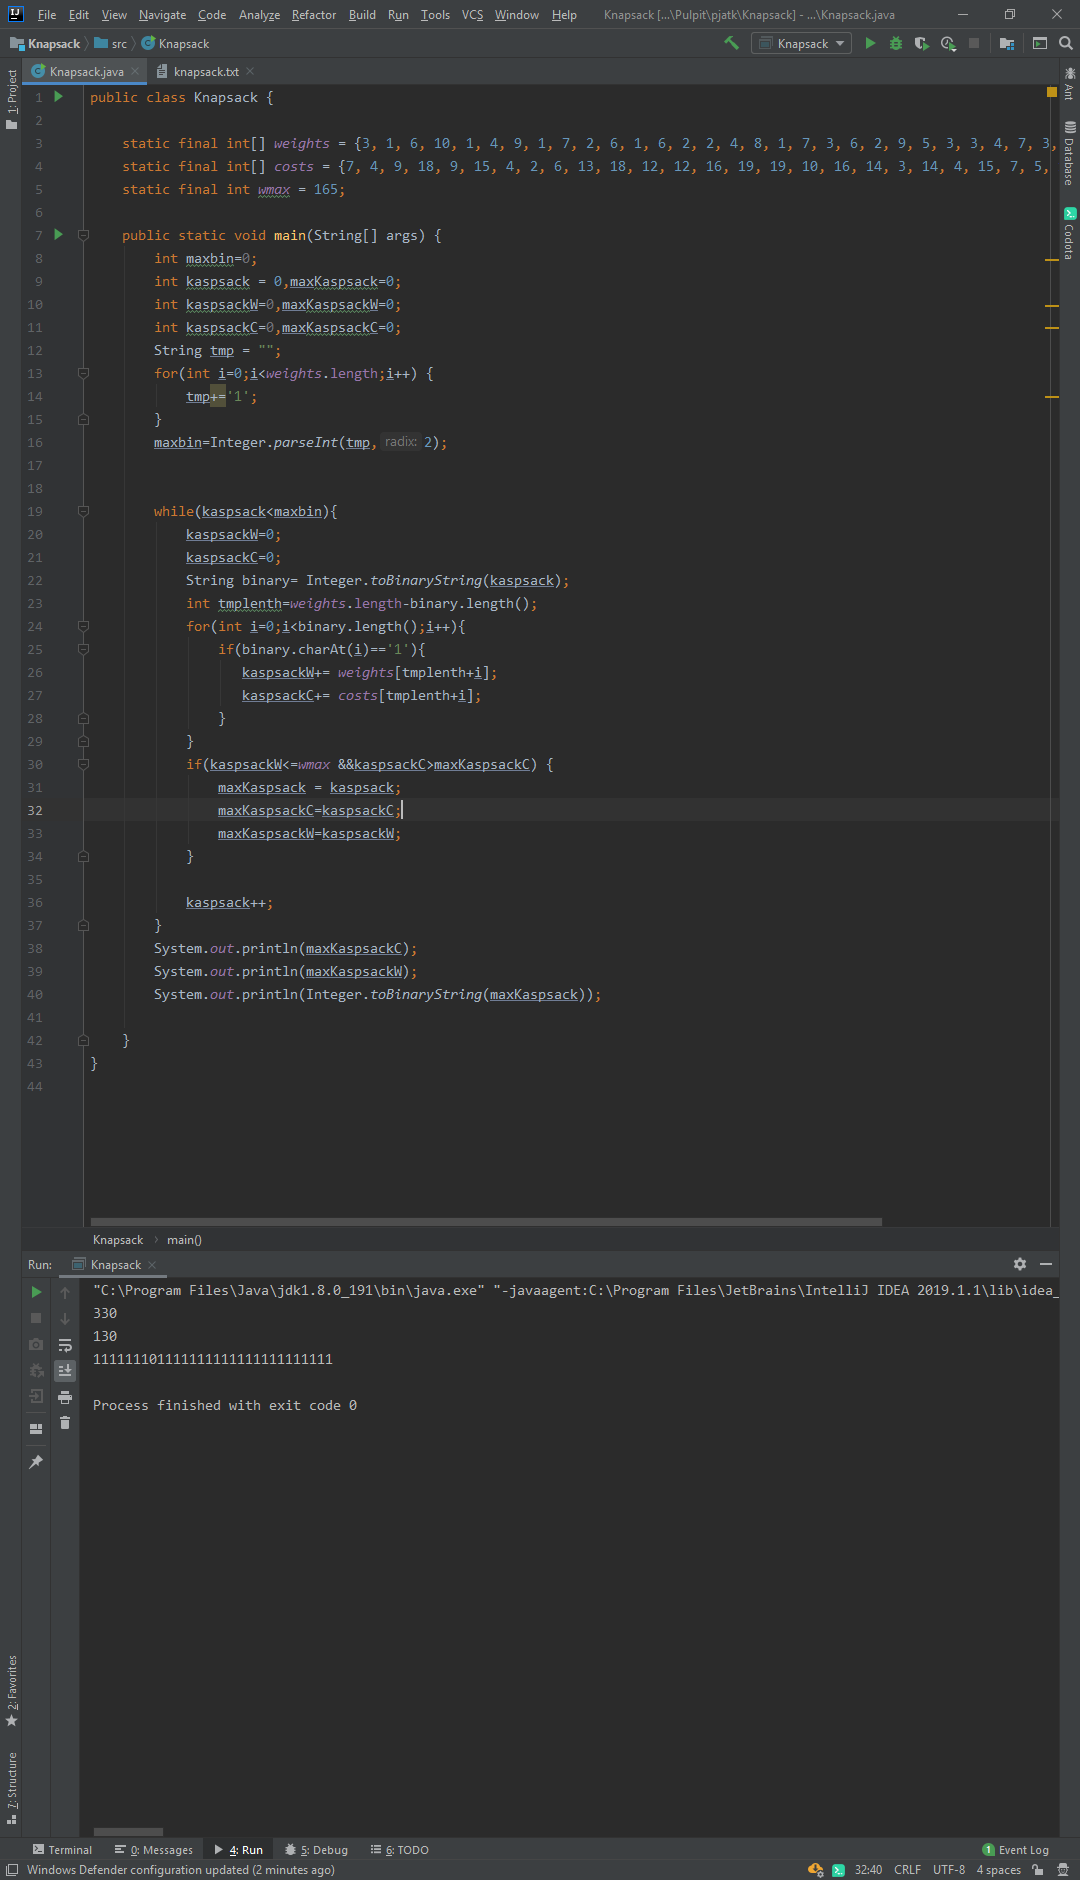 File Edit View Navigate Code Analyze Refactor Build Run Tools VCS Window Help Knapsack [...\Pulpit\pjatk\Knapsack] - ...\Knapsack.java
Knapsack src Knapsack Knapsack
Knapsack.java knapsack.txt
1: Project
Ant
Database
Codota
1 public class Knapsack {
2
3 static final int[] weights = {3, 1, 6, 10, 1, 4, 9, 1, 7, 2, 6, 1, 6, 2, 2, 4, 8, 1, 7, 3, 6, 2, 9, 5, 3, 3, 4, 7, 3,
4 static final int[] costs = {7, 4, 9, 18, 9, 15, 4, 2, 6, 13, 18, 12, 12, 16, 19, 19, 10, 16, 14, 3, 14, 4, 15, 7, 5,
5 static final int wmax = 165;
6
7 public static void main(String[] args) {
8 int maxbin=0;
9 int kaspsack = 0,maxKaspsack=0;
10 int kaspsackW=0,maxKaspsackW=0;
11 int kaspsackC=0,maxKaspsackC=0;
12 String tmp = "";
13 for(int i=0;i<weights.length;i++) {
14 tmp+='1';
15 }
16 maxbin=Integer.parseInt(tmp, radix: 2);
17
18
19 while(kaspsack<maxbin){
20 kaspsackW=0;
21 kaspsackC=0;
22 String binary= Integer.toBinaryString(kaspsack);
23 int tmplenth=weights.length-binary.length();
24 for(int i=0;i<binary.length();i++){
25 if(binary.charAt(i)=='1'){
26 kaspsackW+= weights[tmplenth+i];
27 kaspsackC+= costs[tmplenth+i];
28 }
29 }
30 if(kaspsackW<=wmax &&kaspsackC>maxKaspsackC) {
31 maxKaspsack = kaspsack;
32 maxKaspsackC=kaspsackC;
33 maxKaspsackW=kaspsackW;
34 }
35
36 kaspsack++;
37 }
38 System.out.println(maxKaspsackC);
39 System.out.println(maxKaspsackW);
40 System.out.println(Integer.toBinaryString(maxKaspsack));
41
42 }
43 }
44
Knapsack main()
Run: Knapsack
"C:\Program Files\Java\jdk1.8.0_191\bin\java.exe" "-javaagent:C:\Program Files\JetBrains\IntelliJ IDEA 2019.1.1\lib\idea_
330
130
111111101111111111111111111111
Process finished with exit code 0
2: Favorites
7: Structure
Terminal 0: Messages 4: Run 5: Debug 6: TODO 1 Event Log
Windows Defender configuration updated (2 minutes ago) 32:40 CRLF UTF-8 4 spaces